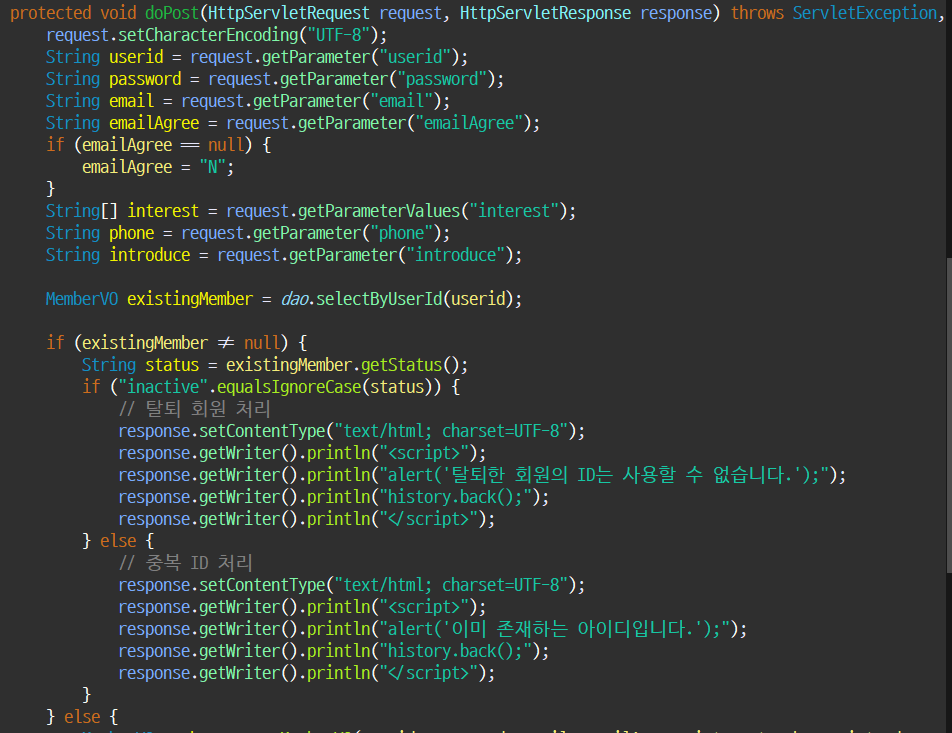 protected void doPost(HttpServletRequest request, HttpServletResponse response) throws ServletException,
request.setCharacterEncoding("UTF-8");
String userid = request.getParameter("userid");
String password = request.getParameter("password");
String email = request.getParameter("email");
String emailAgree = request.getParameter("emailAgree");
if (emailAgree == null) {
emailAgree = "N";
}
String[] interest = request.getParameterValues("interest");
String phone = request.getParameter("phone");
String introduce = request.getParameter("introduce");
MemberVO existingMember = dao.selectByUserId(userid);
if (existingMember != null) {
String status = existingMember.getStatus();
if ("inactive".equalsIgnoreCase(status)) {
// 탈퇴 회원 처리
response.setContentType("text/html; charset=UTF-8");
response.getWriter().println("<script>");
response.getWriter().println("alert('탈퇴한 회원의 ID는 사용할 수 없습니다.');");
response.getWriter().println("history.back();");
response.getWriter().println("</script>");
} else {
// 중복 ID 처리
response.setContentType("text/html; charset=UTF-8");
response.getWriter().println("<script>");
response.getWriter().println("alert('이미 존재하는 아이디입니다.');");
response.getWriter().println("history.back();");
response.getWriter().println("</script>");
}
} else {